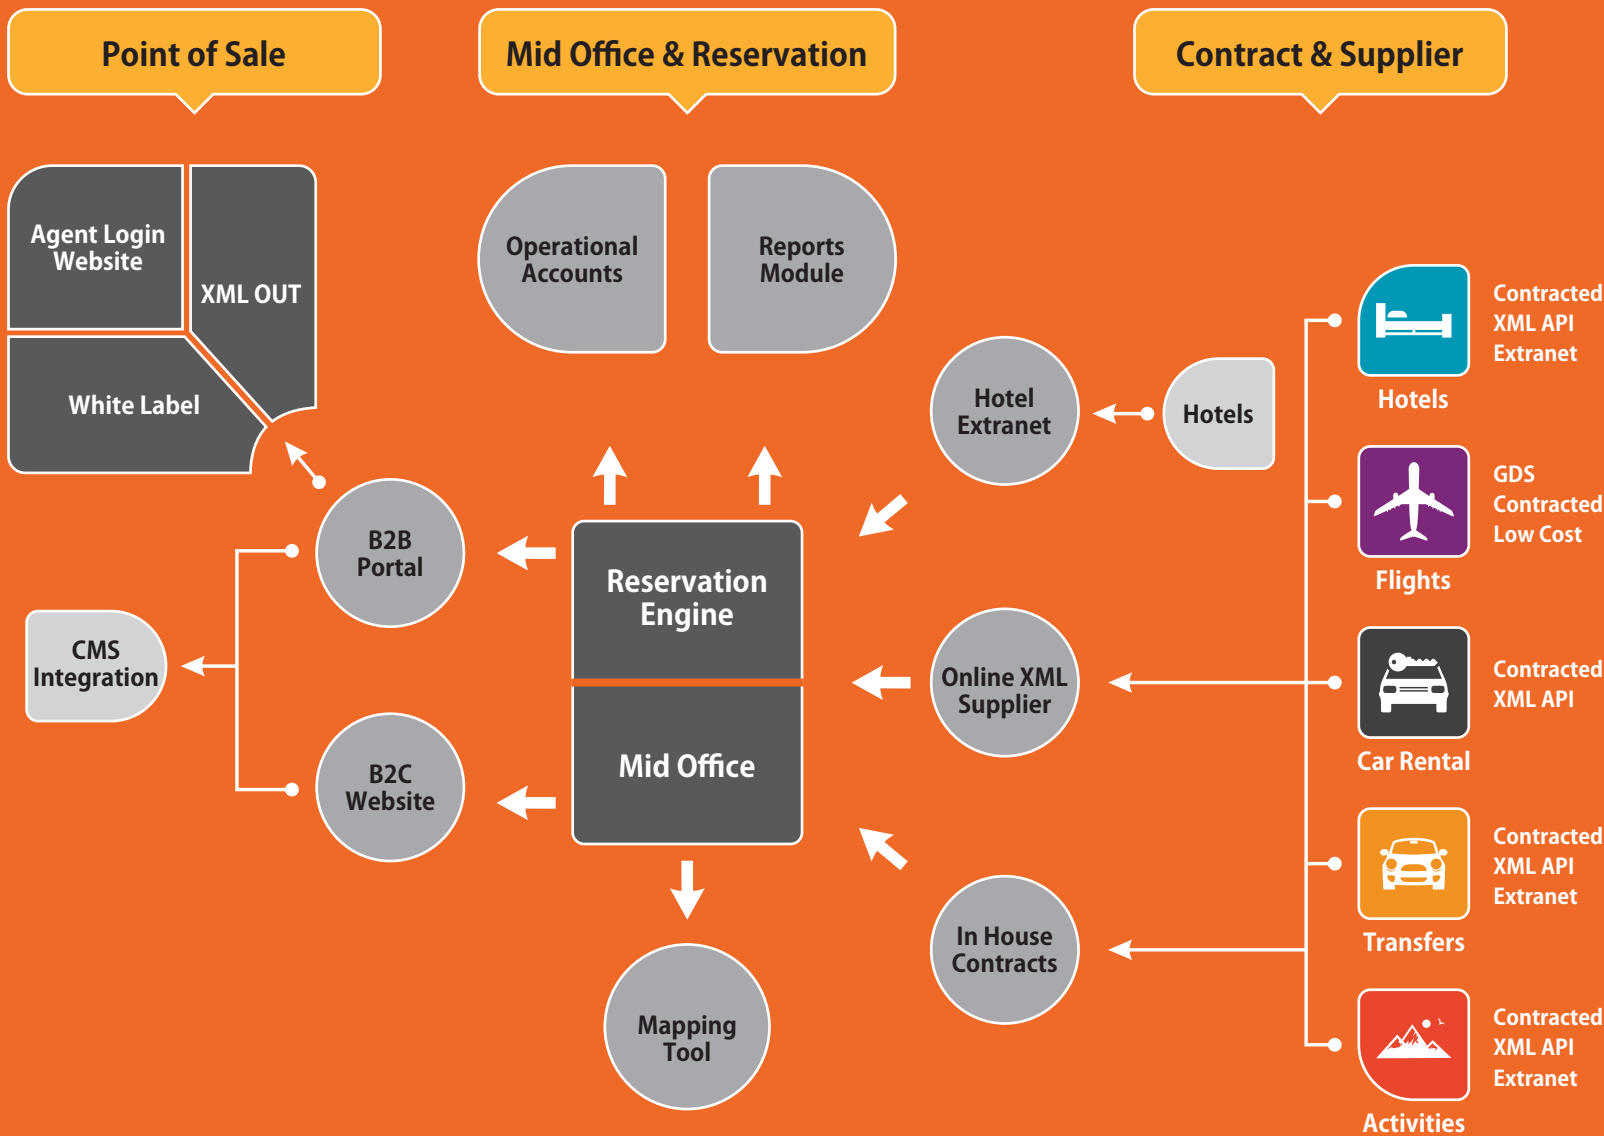 Point of Sale
Mid Office & Reservation
Contract & Supplier
Agent Login
Website
XML OUT
White Label
Operational
Accounts
Reports
Module
Hotel
Extranet
Hotels
Contracted
XML API
Extranet
Hotels
GDS
Contracted
Low Cost
Flights
B2B
Portal
Reservation
Engine
CMS
Integration
Online XML
Supplier
Contracted
XML API
Car Rental
B2C
Website
Mid Office
Contracted
XML API
Extranet
Transfers
In House
Contracts
Mapping
Tool
Contracted
XML API
Extranet
Activities